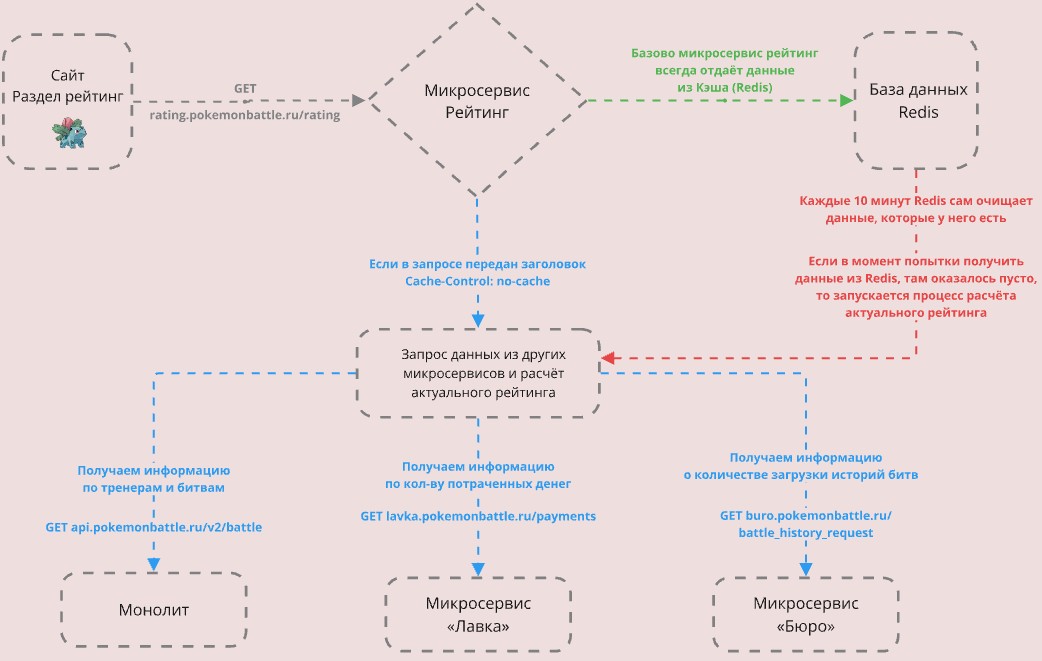 Сайт
Раздел рейтинг
GET
rating.pokemonbattle.ru/rating
Микросервис
Рейтинг
Базово микросервис рейтинг
всегда отдаёт данные
из Кэша (Redis)
База данных
Redis
Каждые 10 минут Redis сам очищает
данные, которые у него есть
Если в момент попытки получить
данные из Redis, там оказалось пусто,
то запускается процесс расчёта
актуального рейтинга
Если в запросе передан заголовок
Cache-Control: no-cache
Запрос данных из других
микросервисов и расчёт
актуального рейтинга
Получаем информацию
по тренерам и битвам
GET api.pokemonbattle.ru/v2/battle
Получаем информацию
по кол-ву потраченных денег
GET lavka.pokemonbattle.ru/payments
Получаем информацию
о количестве загрузки историй битв
GET buro.pokemonbattle.ru/
battle_history_request
Монолит
Микросервис
«Лавка»
Микросервис
«Бюро»